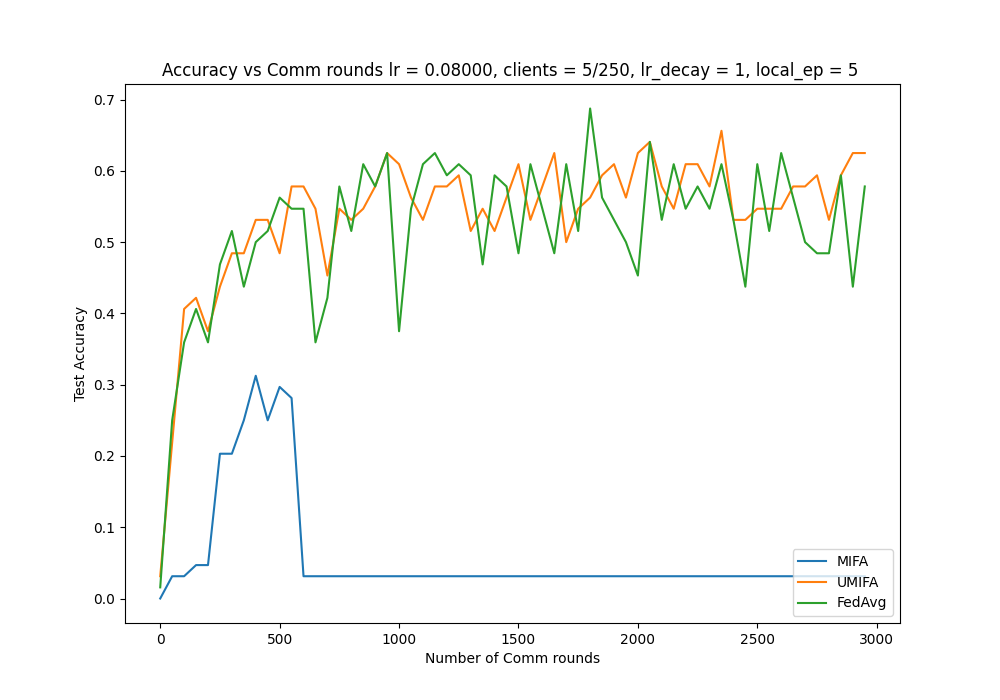 Accuracy vs Comm rounds lr = 0.08000, clients = 5/250, lr_decay = 1, local_ep = 5
0.7
0.6
0.5
0.4
0.3
0.2
0.1
0.0
Test Accuracy
MIFA
UMIFA
FedAvg
0 500 1000 1500 2000 2500 3000
Number of Comm rounds